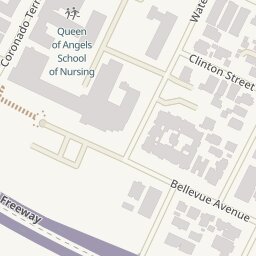 Queen
of Angels
School
of Nursing
Coronado Terr
Wate
Clinton Street
Bellevue Avenue
Freeway